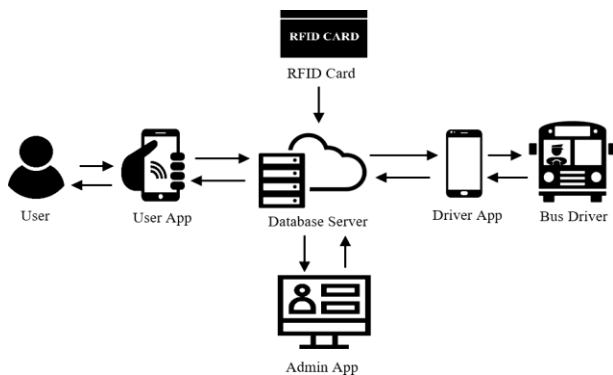 RFID CARD
RFID Card
User
User App
Database Server
Driver App
Bus Driver
Admin App